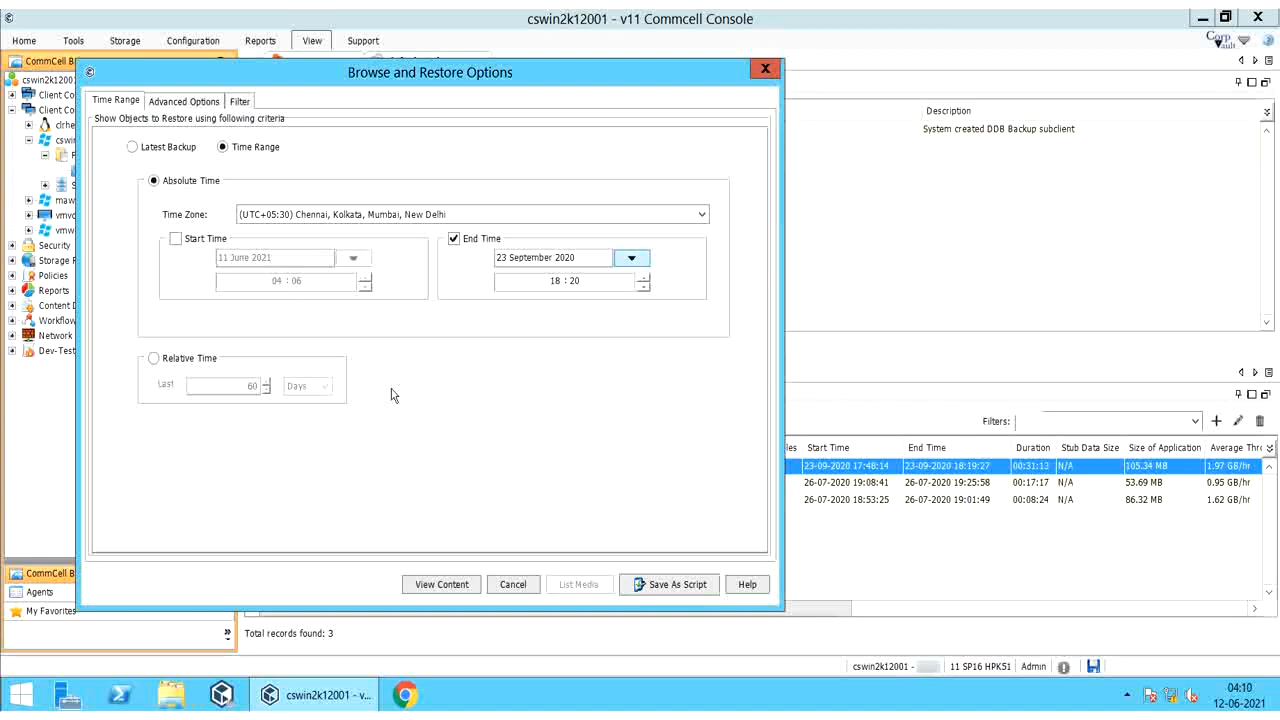 cswin2k12001 - v11 Commcell Console
Home Tools Storage Configuration Reports View Support
CommCell B
cswin2k12001
Client Co
Client Co
clrhe
cswin
F
S
maw
vmvc
vmw
Security
Storage R
Policies
Reports
Content D
Workflow
Network
Dev-Test
Browse and Restore Options
Time Range Advanced Options Filter
Show Objects to Restore using following criteria
Latest Backup Time Range
Absolute Time
Time Zone: (UTC+05:30) Chennai, Kolkata, Mumbai, New Delhi
Start Time End Time
11 June 2021 23 September 2020
04 : 06 18 : 20
Relative Time
Last 60 Days
View Content Cancel List Media Save As Script Help
Description
System created DDB Backup subclient
Filters:
les Start Time End Time Duration Stub Data Size Size of Application Average Thr
23-09-2020 17:48:14 23-09-2020 18:19:27 00:31:13 N/A 105.34 MB 1.97 GB/hr
26-07-2020 19:08:41 26-07-2020 19:25:58 00:17:17 N/A 53.69 MB 0.95 GB/hr
26-07-2020 18:53:25 26-07-2020 19:01:49 00:08:24 N/A 86.32 MB 1.62 GB/hr
CommCell B
Agents
My Favorites
Total records found: 3
cswin2k12001 - 11 SP16 HPK51 Admin
cswin2k12001 - v...
04:10
12-06-2021